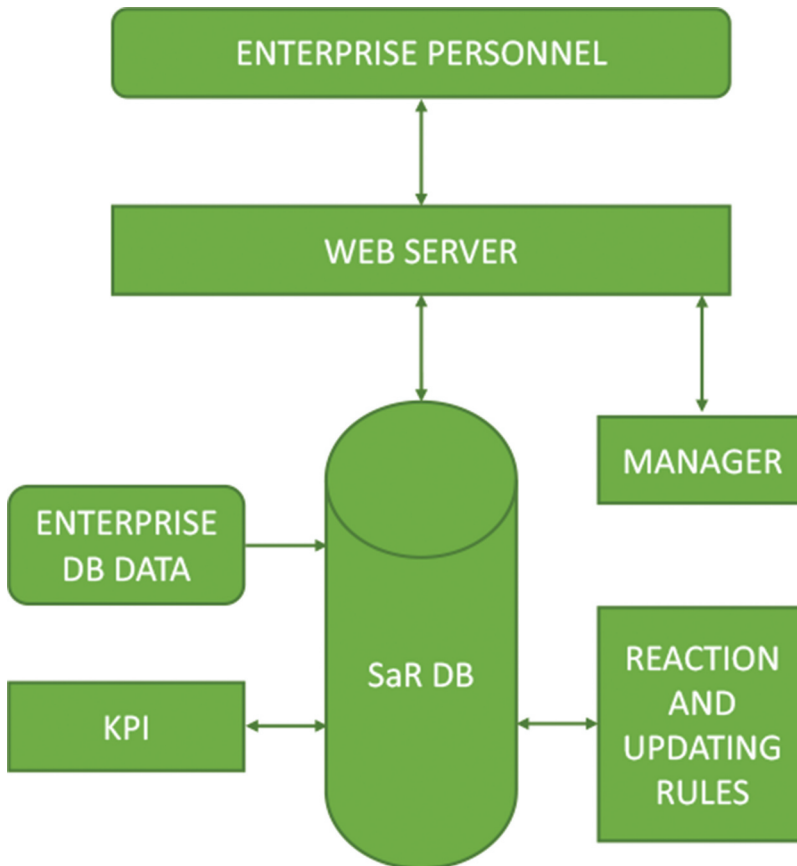 ENTERPRISE PERSONNEL
WEB SERVER
MANAGER
ENTERPRISE
DB DATA
SaR DB
KPI
REACTION
AND
UPDATING
RULES